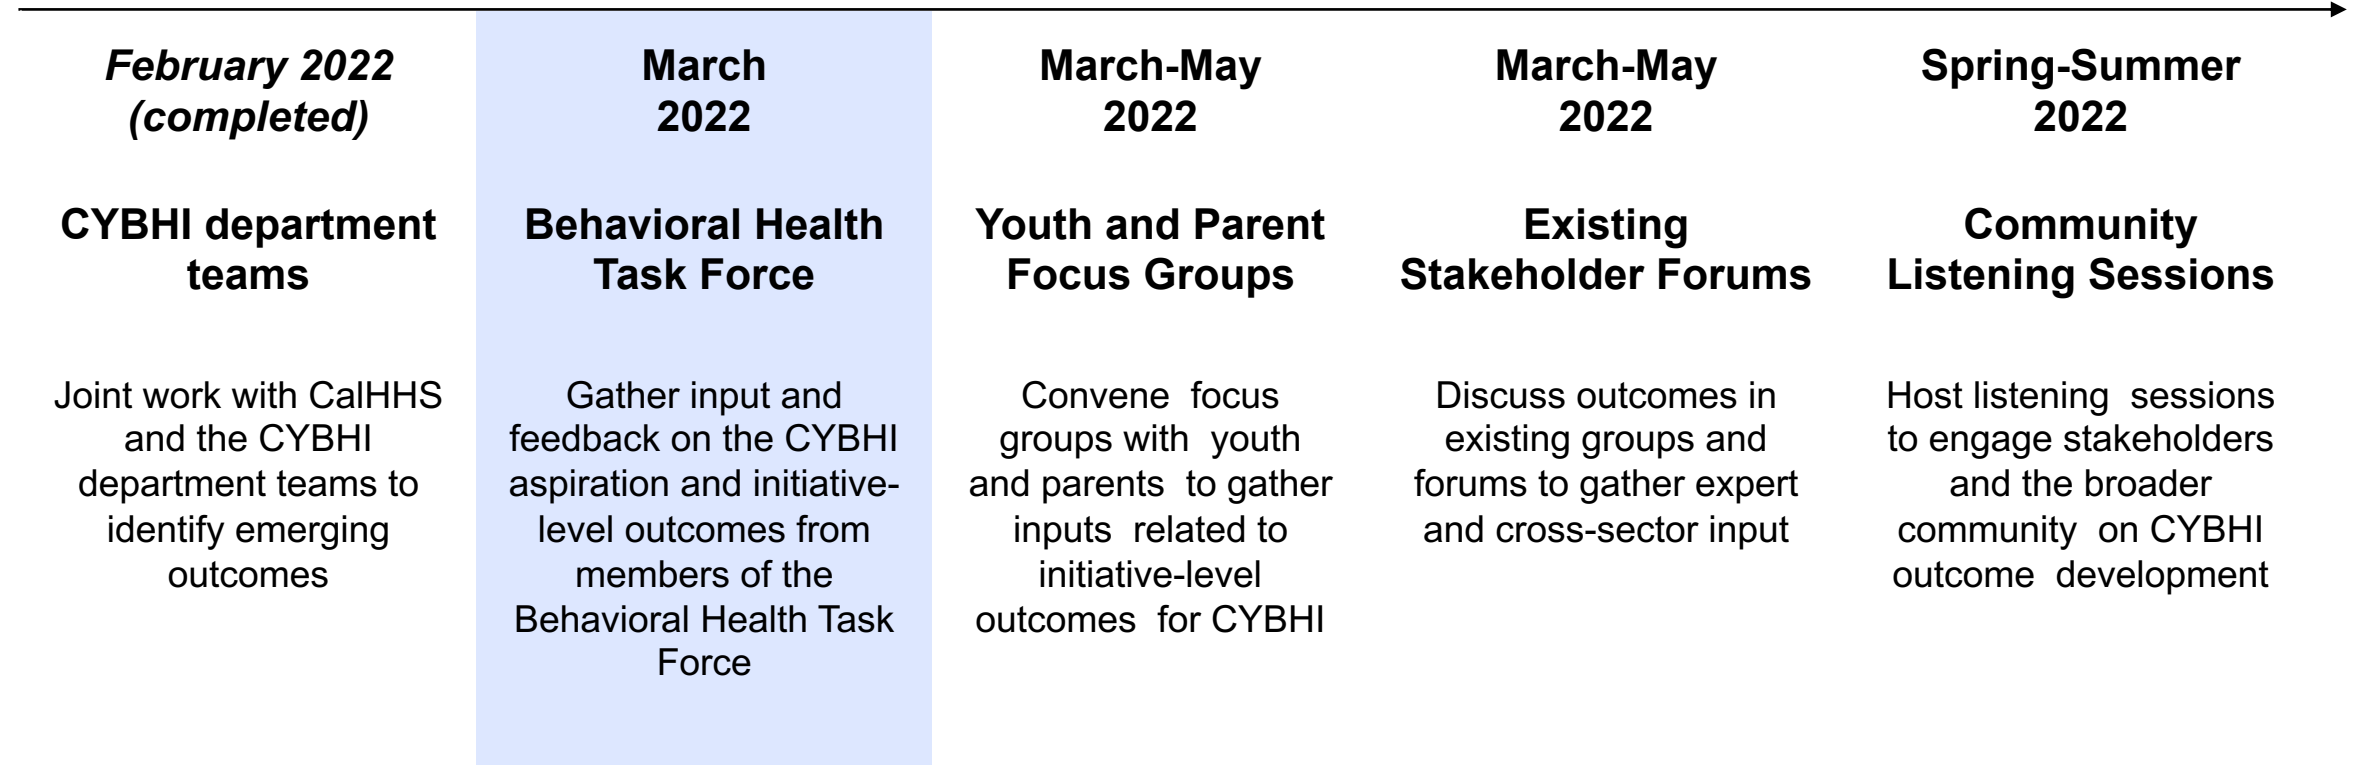 February 2022
(completed)
CYBHI department
teams
Joint work with CalHHS
and the CYBHI
department teams to
identify emerging
outcomes
March
2022
Behavioral Health
Task Force
Gather input and
feedback on the CYBHI
aspiration and initiative-
level outcomes from
members of the
Behavioral Health Task
Force
March-May
2022
Youth and Parent
Focus Groups
Convene focus
groups with youth
and parents to gather
inputs related to
initiative-level
outcomes for CYBHI
March-May
2022
Existing
Stakeholder Forums
Discuss outcomes in
existing groups and
forums to gather expert
and cross-sector input
Spring-Summer
2022
Community
Listening Sessions
Host listening sessions
to engage stakeholders
and the broader
community on CYBHI
outcome development